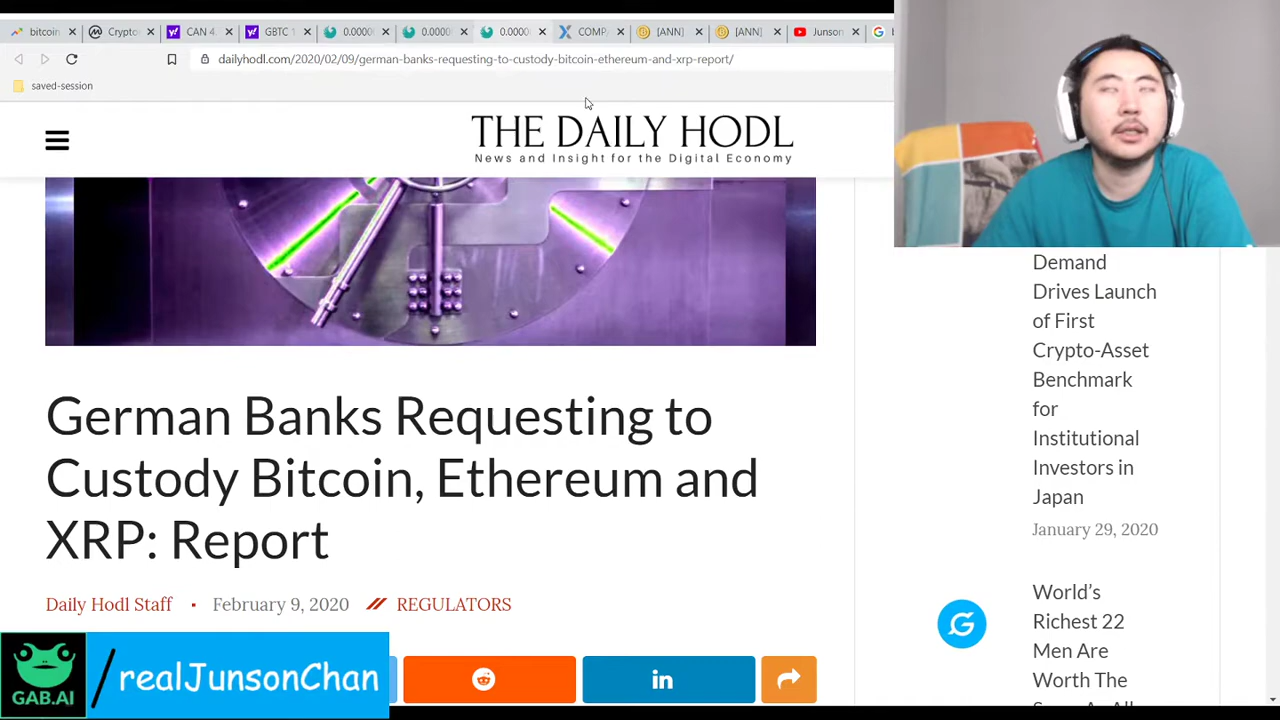 bitcoin
Crypto
CAN 4.
GBTC 1
0.0000
0.0000
0.0000
COMP
[ANN]
[ANN]
Junson
dailyhodl.com/2020/02/09/german-banks-requesting-to-custody-bitcoin-ethereum-and-xrp-report/
saved-session
THE DAILY HODL
News and Insight for the Digital Economy
German Banks Requesting to
Custody Bitcoin, Ethereum and
XRP: Report
Daily Hodl Staff
February 9, 2020
REGULATORS
in
Demand
Drives Launch
of First
Crypto-Asset
Benchmark
for
Institutional
Investors in
Japan
January 29, 2020
World's
Richest 22
Men Are
Worth The
GAB.AI
/realJunsonChan